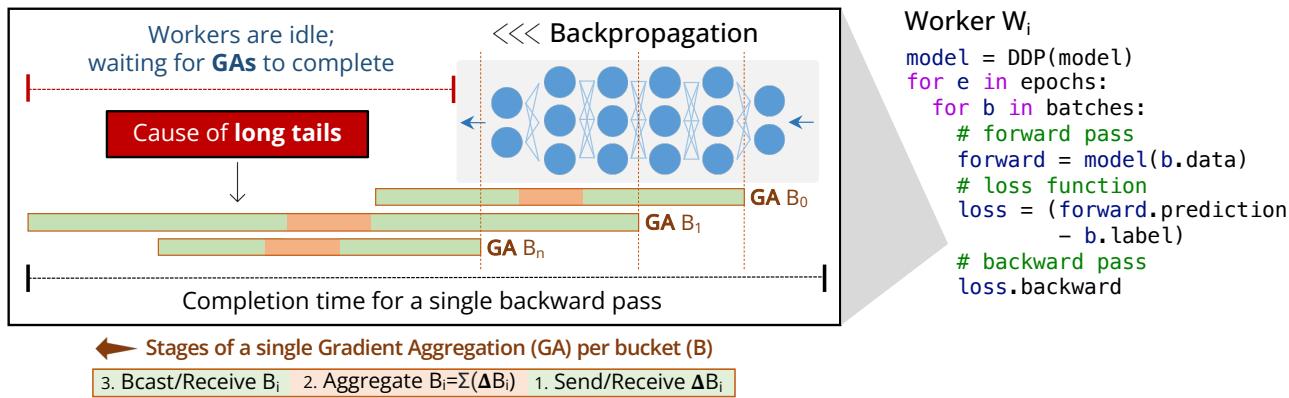 Workers are idle;
waiting for GAs to complete
<<< Backpropagation
Cause of long tails
GA B0
GA B1
GA Bn
Completion time for a single backward pass
Stages of a single Gradient Aggregation (GA) per bucket (B)
3. Bcast/Receive Bi
2. Aggregate Bi=Σ(ΔBi)
1. Send/Receive ΔBi
Worker Wi
model = DDP(model)
for e in epochs:
for b in batches:
# forward pass
forward = model(b.data)
# loss function
loss = (forward.prediction
- b.label)
# backward pass
loss.backward